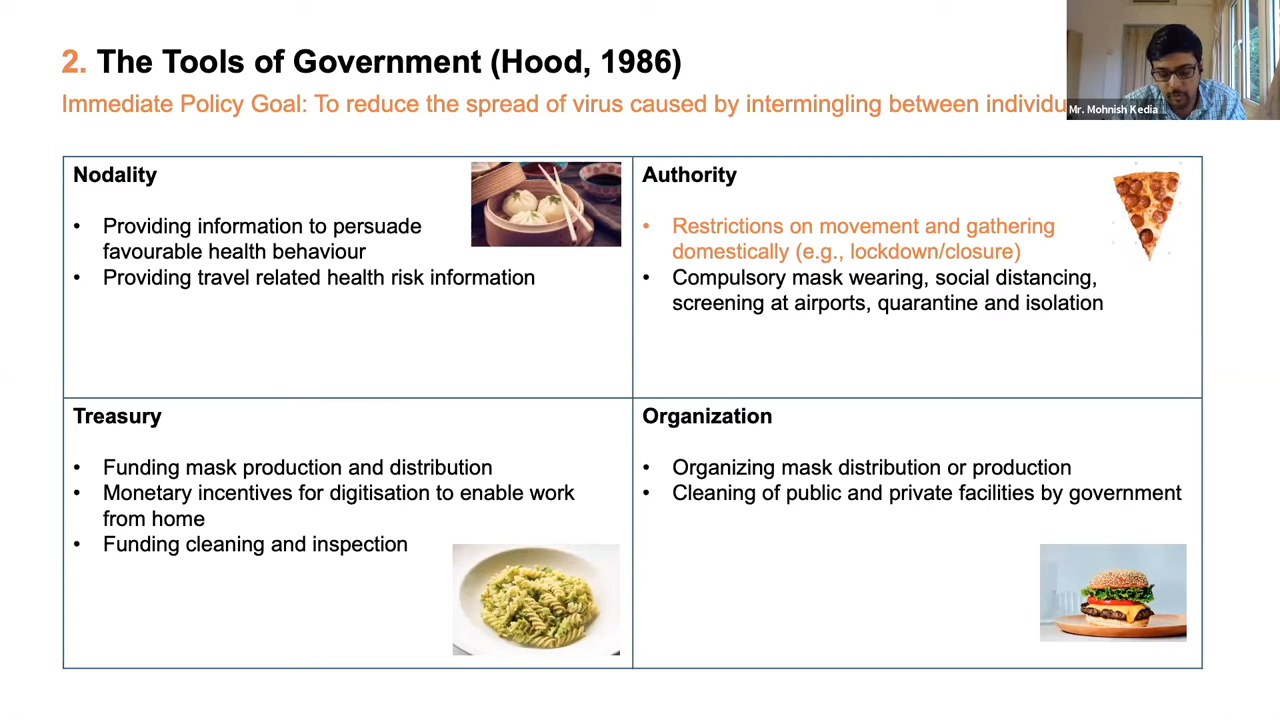 2. The Tools of Government (Hood, 1986)
Immediate Policy Goal: To reduce the spread of virus caused by intermingling between
Mr. Mohnish Kedia
Nodality
• Providing information to persuade
favourable health behaviour
• Providing travel related health risk information
Authority
• Restrictions on movement and gathering
domestically (e.g., lockdown/closure)
• Compulsory mask wearing, social distancing,
screening at airports, quarantine and isolation
Treasury
• Funding mask production and distribution
• Monetary incentives for digitisation to enable work
from home
• Funding cleaning and inspection
Organization
• Organizing mask distribution or production
• Cleaning of public and private facilities by government